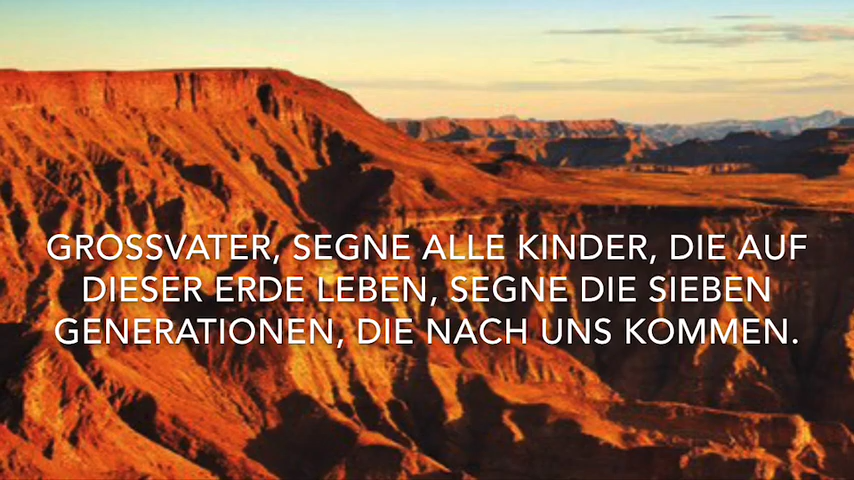 GROSSVATER, SEGNE ALLE KINDER, DIE AUF
DIESER ERDE LEBEN, SEGNE DIE SIEBEN
GENERATIONEN, DIE NACH UNS KOMMEN.